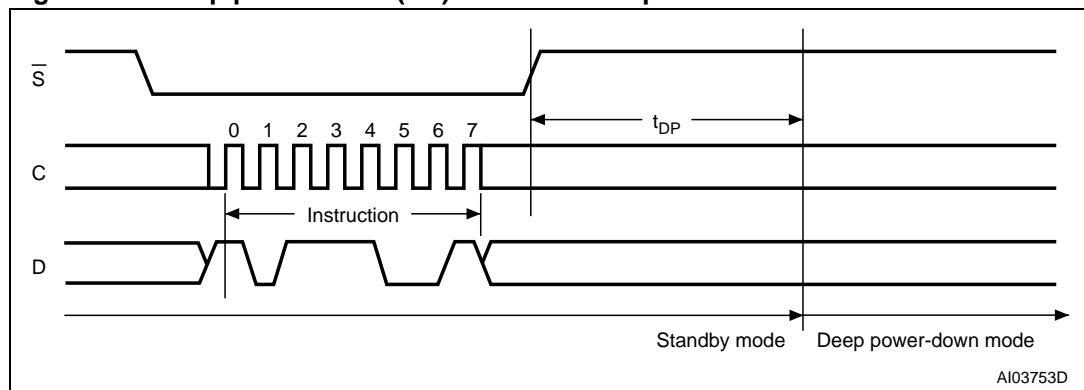 S
t_DP
0 1 2 3 4 5 6 7
C
Instruction
D
Standby mode Deep power-down mode
AI03753D